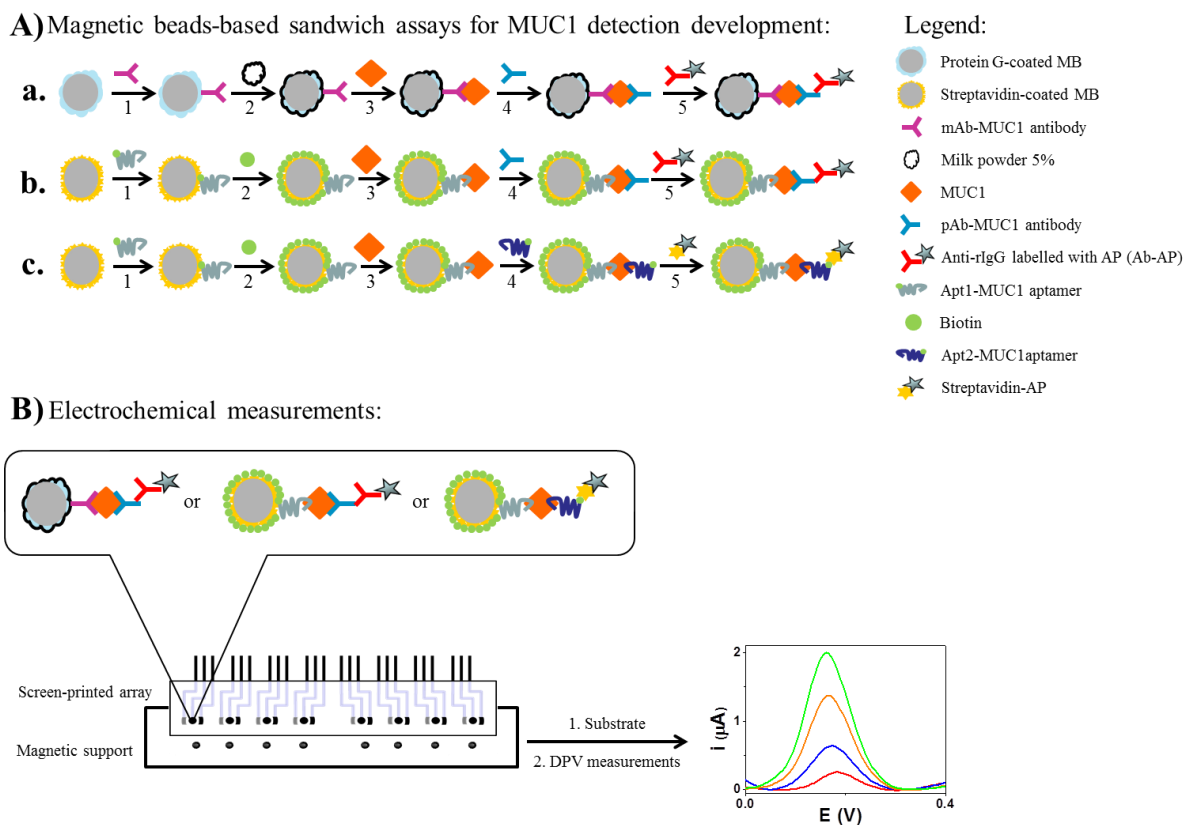 A) Magnetic beads-based sandwich assays for MUC1 detection development:
a.
1
2
3
4
5
b.
1
2
3
4
5
c.
1
2
3
4
5
Legend:
Protein G-coated MB
Streptavidin-coated MB
mAb-MUC1 antibody
Milk powder 5%
MUC1
pAb-MUC1 antibody
Anti-rIgG labelled with AP (Ab-AP)
Apt1-MUC1 aptamer
Biotin
Apt2-MUC1aptamer
Streptavidin-AP
B) Electrochemical measurements:
or
or
Screen-printed array
Magnetic support
1. Substrate
2. DPV measurements
2
1
0
i (µA)
0.0
0.4
E (V)